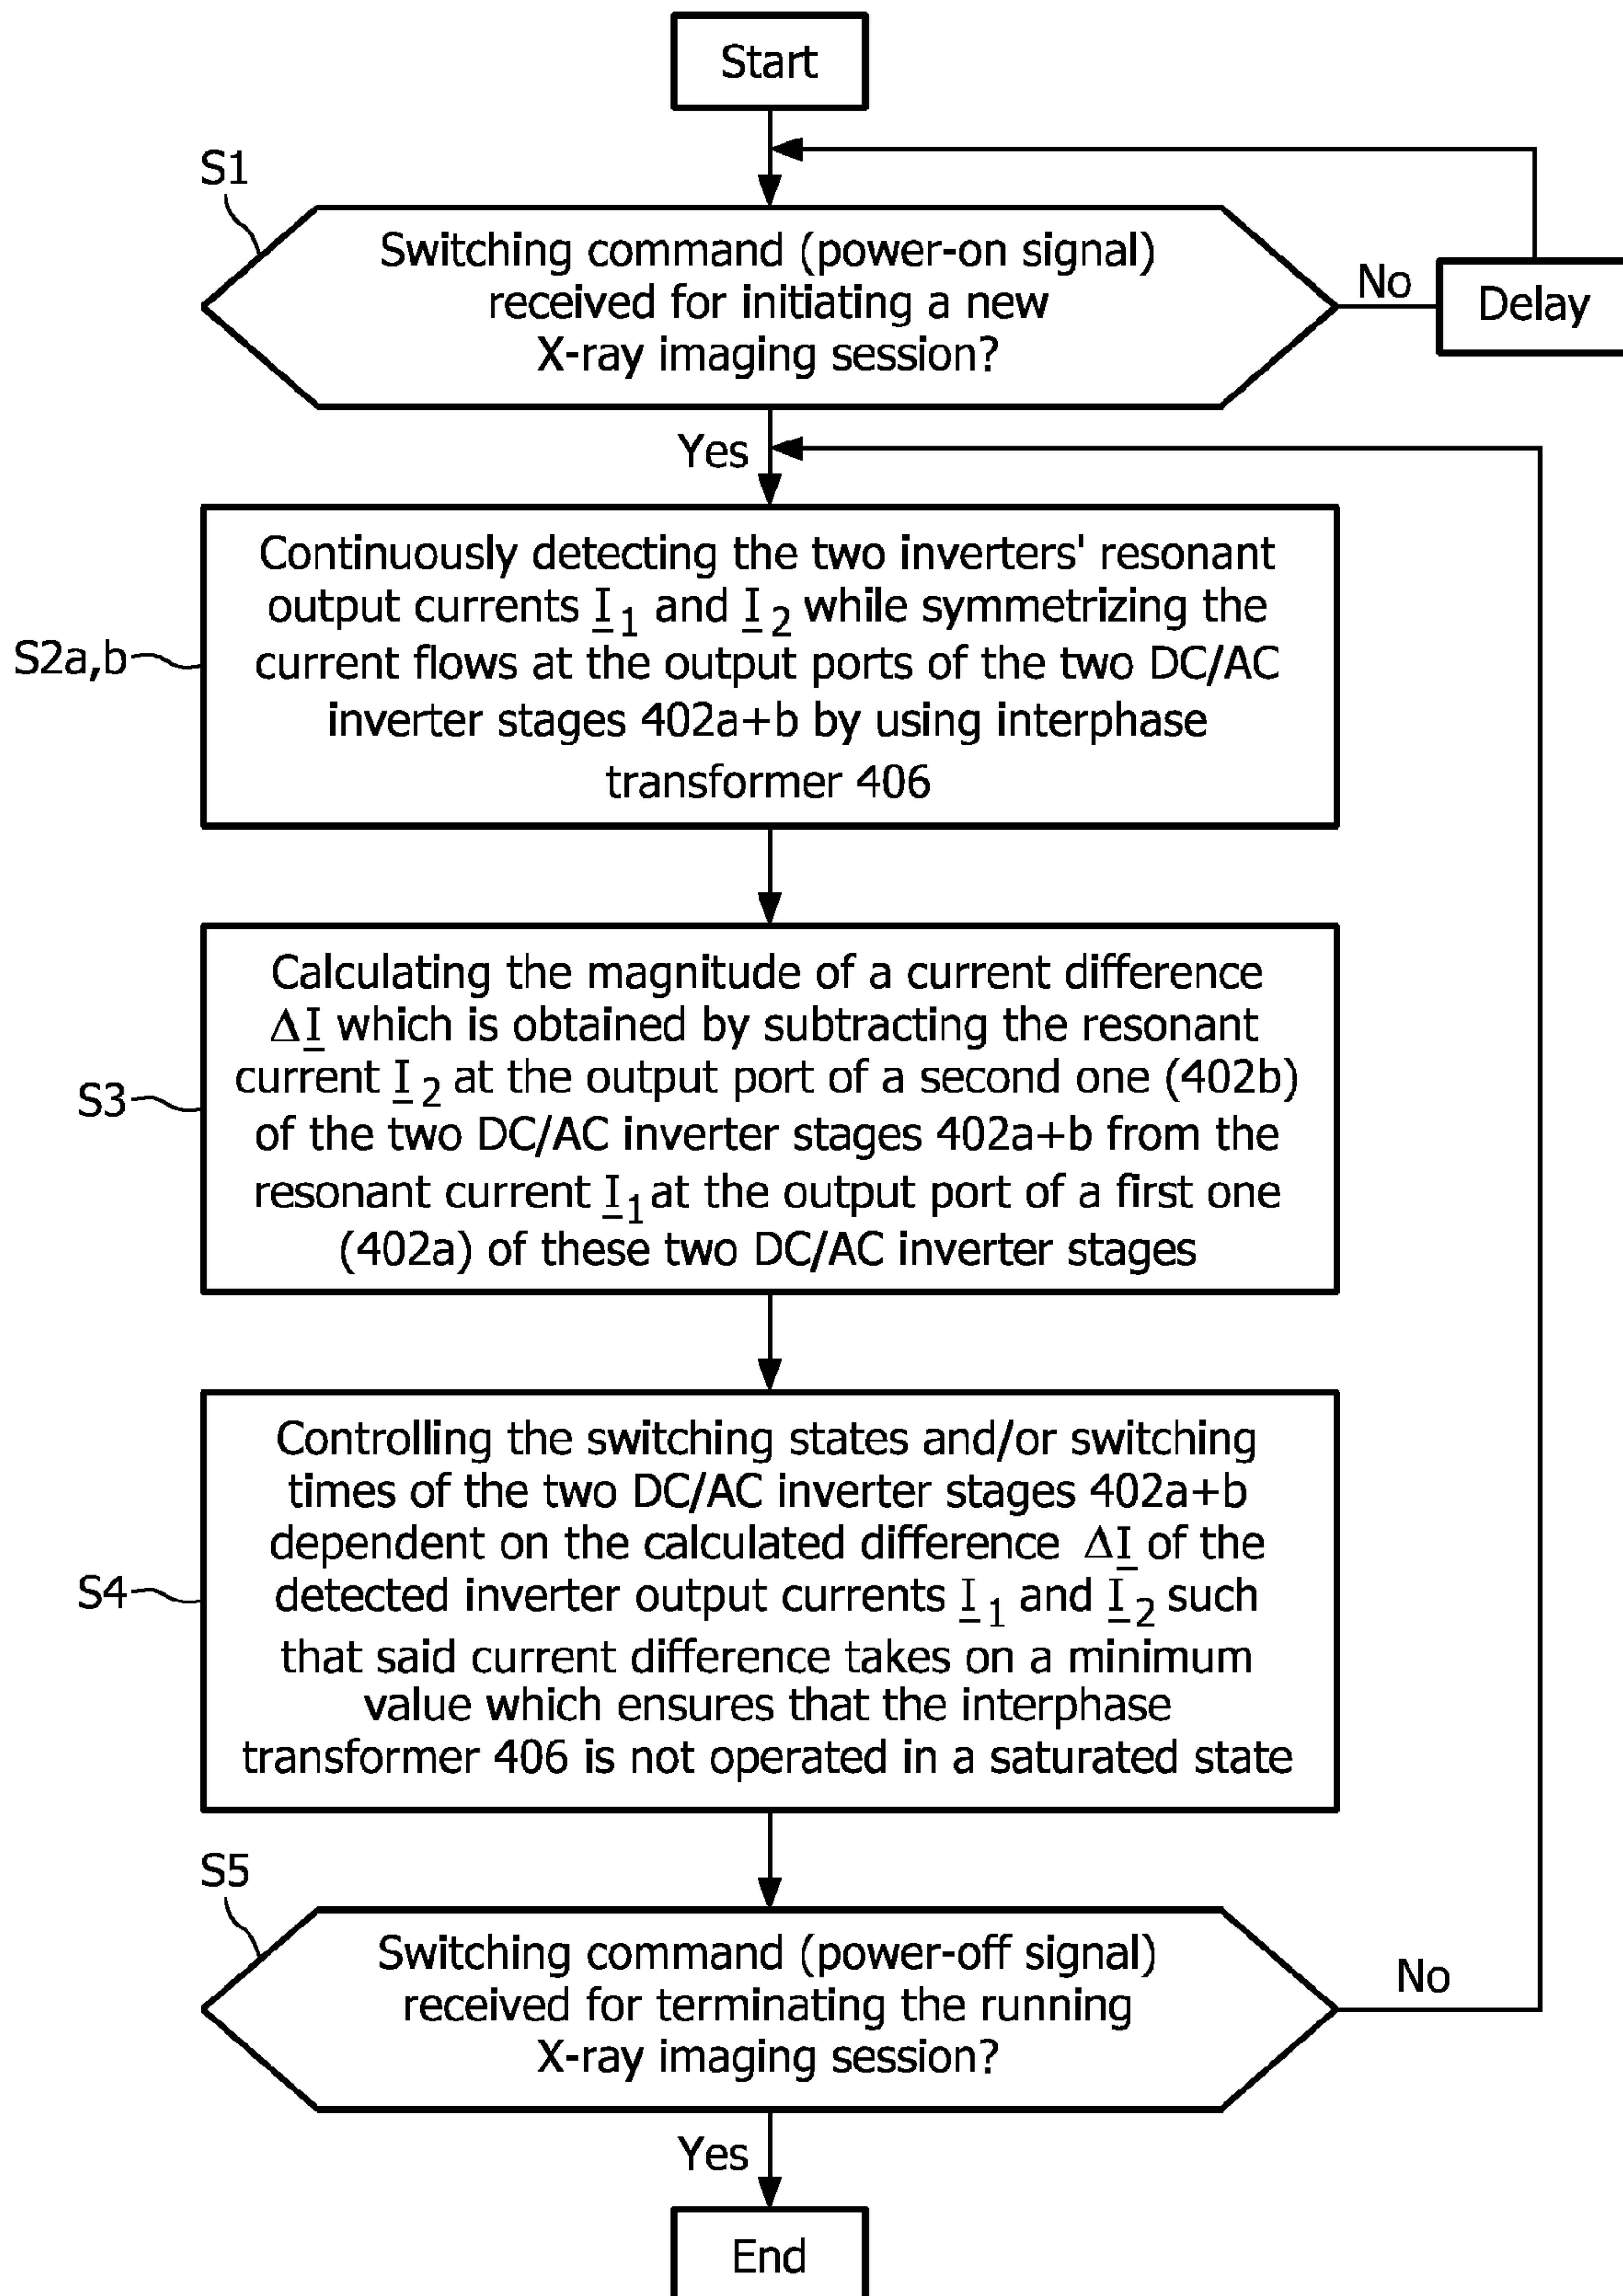 Start
S1
Switching command (power-on signal)
received for initiating a new
X-ray imaging session?
No
Delay
Yes
S2a,b
Continuously detecting the two inverters' resonant
output currents I 1 and I 2 while symmetrizing the
current flows at the output ports of the two DC/AC
inverter stages 402a+b by using interphase
transformer 406
S3
Calculating the magnitude of a current difference
ΔI which is obtained by subtracting the resonant
current I 2 at the output port of a second one (402b)
of the two DC/AC inverter stages 402a+b from the
resonant current I 1 at the output port of a first one
(402a) of these two DC/AC inverter stages
S4
Controlling the switching states and/or switching
times of the two DC/AC inverter stages 402a+b
dependent on the calculated difference ΔI of the
detected inverter output currents I 1 and I 2 such
that said current difference takes on a minimum
value which ensures that the interphase
transformer 406 is not operated in a saturated state
S5
Switching command (power-off signal)
received for terminating the running
X-ray imaging session?
No
Yes
End